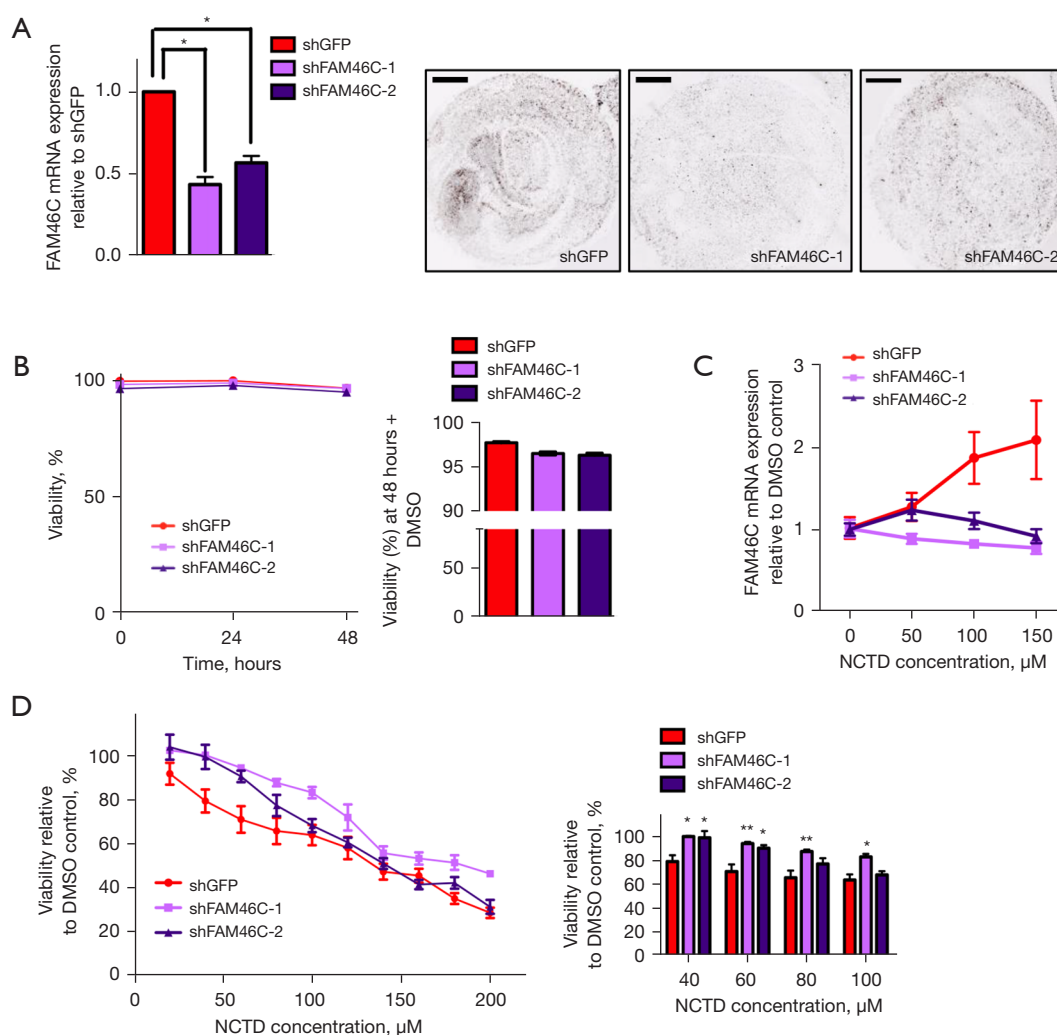 A
FAM46C mRNA expression
relative to shGFP
1.0
0.5
0.0
*
*
shGFP
shFAM46C-1
shFAM46C-2
shGFP
shFAM46C-1
shFAM46C-2
B
Viability, %
100
50
0
shGFP
shFAM46C-1
shFAM46C-2
0 24 48
Time, hours
shGFP
shFAM46C-1
shFAM46C-2
Viability (%) at 48 hours +
DMSO
100
95
90
50
0
C
shGFP
shFAM46C-1
shFAM46C-2
FAM46C mRNA expression
relative to DMSO control
3
2
1
0
0 50 100 150
NCTD concentration, µM
D
Viability relative
to DMSO control, %
100
80
60
40
20
0
shGFP
shFAM46C-1
shFAM46C-2
0 50 100 150 200
NCTD concentration, µM
shGFP
shFAM46C-1
shFAM46C-2
Viability relative
to DMSO control, %
100
80
60
40
20
0
* * ** * ** *
40 60 80 100
NCTD concentration, µM